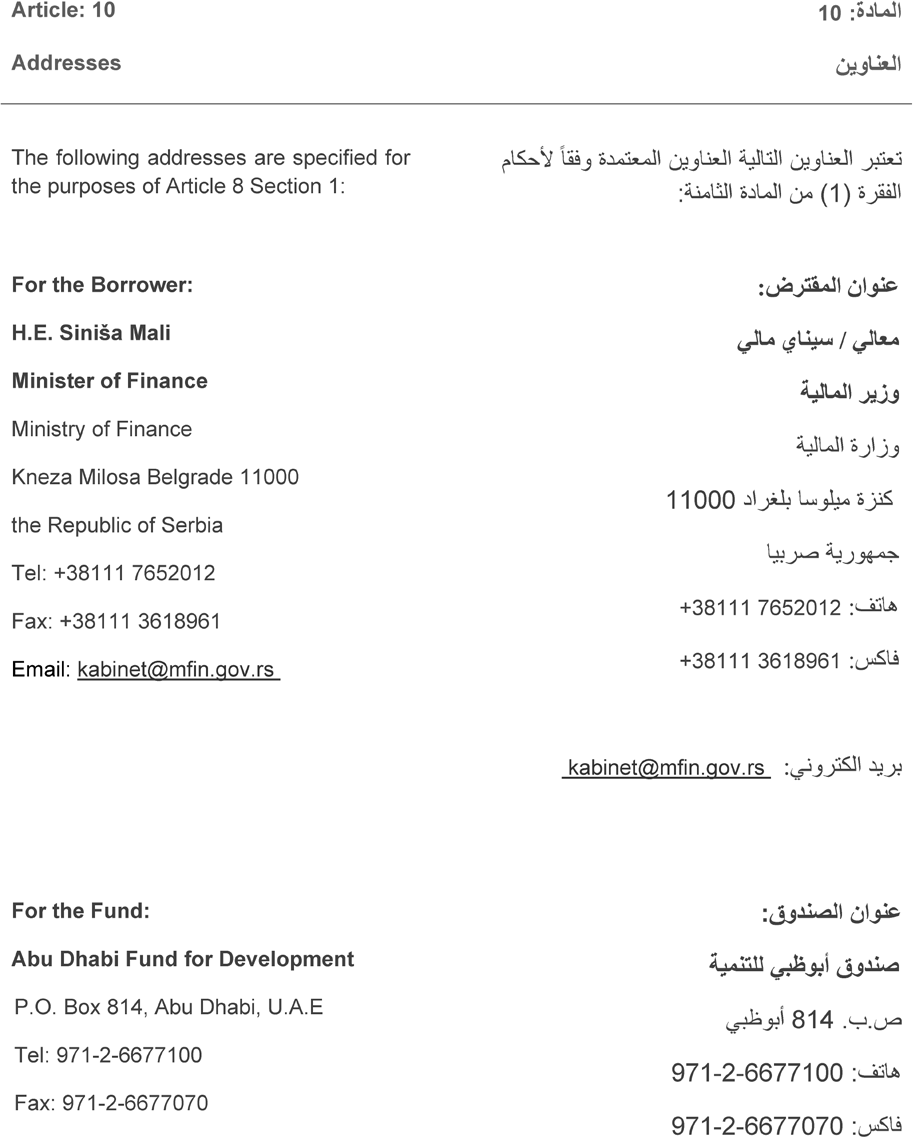 Article: 10
Addresses
The following addresses are specified for
the purposes of Article 8 Section 1:
For the Borrower:
H.E. Siniša Mali
Minister of Finance
Ministry of Finance
Kneza Milosa Belgrade 11000
the Republic of Serbia
Tel: +38111 7652012
Fax: +38111 3618961
Email: kabinet@mfin.gov.rs
For the Fund:
Abu Dhabi Fund for Development
P.O. Box 814, Abu Dhabi, U.A.E
Tel: 971-2-6677100
Fax: 971-2-6677070
المادة: 10
العناوين
تعتبر العناوين التالية العناوين المعتمدة وفقاً لأحكام
الفقرة (1) من المادة الثامنة:
عنوان المقترض:
معالي / سيناي مالي
وزير المالية
وزارة المالية
كنزة ميلوسا بلغراد 11000
جمهورية صربيا
هاتف: 7652012 38111+
فاكس: 3618961 38111+
بريد الكتروني: kabinet@mfin.gov.rs
عنوان الصندوق:
صندوق أبوظبي للتنمية
ص.ب. 814 أبوظبي
هاتف: 971-2-6677100
فاكس: 971-2-6677070